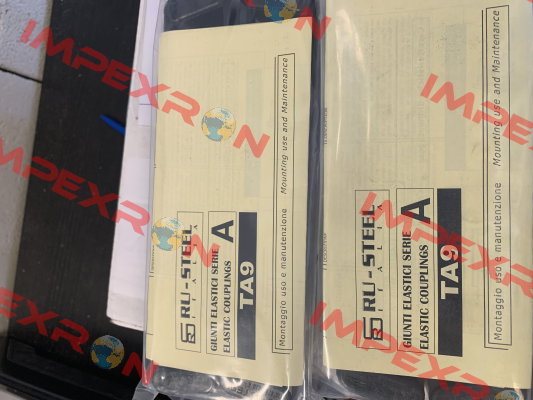 RU-STEEL
ITALIA
GIUNTI ELASTICI SERIE
ELASTIC COUPLINGS
A
TA9
Montaggio uso e manutenzione Mounting use and Maintenance
RU-STEEL
ITALIA
GIUNTI ELASTICI SERIE
ELASTIC COUPLINGS
A
TA9
Montaggio uso e manutenzione Mounting use and Maintenance
IMPEXRON
IMPEXRON
IMPEXRON
IMPEXRON
IMPEXRON